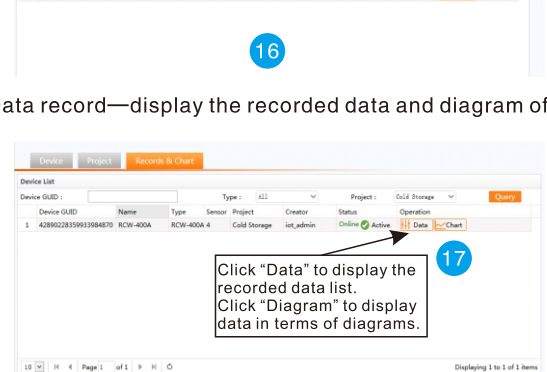 16
ata record—display the recorded data and diagram of
Device Project Records & Chart
Device List
Device GUID : Type : All Project : Cold Storage Query
Device GUID Name Type Sensor Project Creator Status Operation
1 42890228359933984870 RCW-400A RCW-400A 4 Cold Storage iot_admin Online Active Data Chart
17
Click “Data” to display the
recorded data list.
Click “Diagram” to display
data in terms of diagrams.
10 Page 1 of 1 Displaying 1 to 1 of 1 items